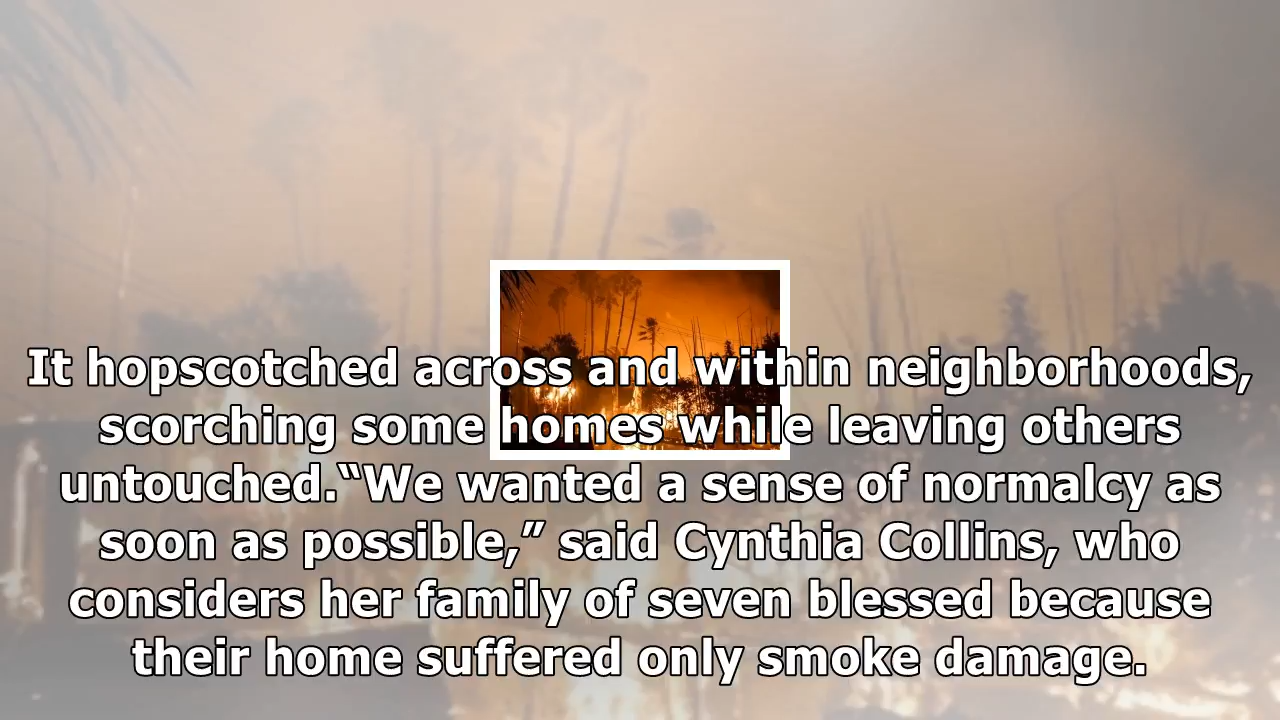 It hopscotched across and within neighborhoods,
scorching some homes while leaving others
untouched.“We wanted a sense of normalcy as
soon as possible,” said Cynthia Collins, who
considers her family of seven blessed because
their home suffered only smoke damage.